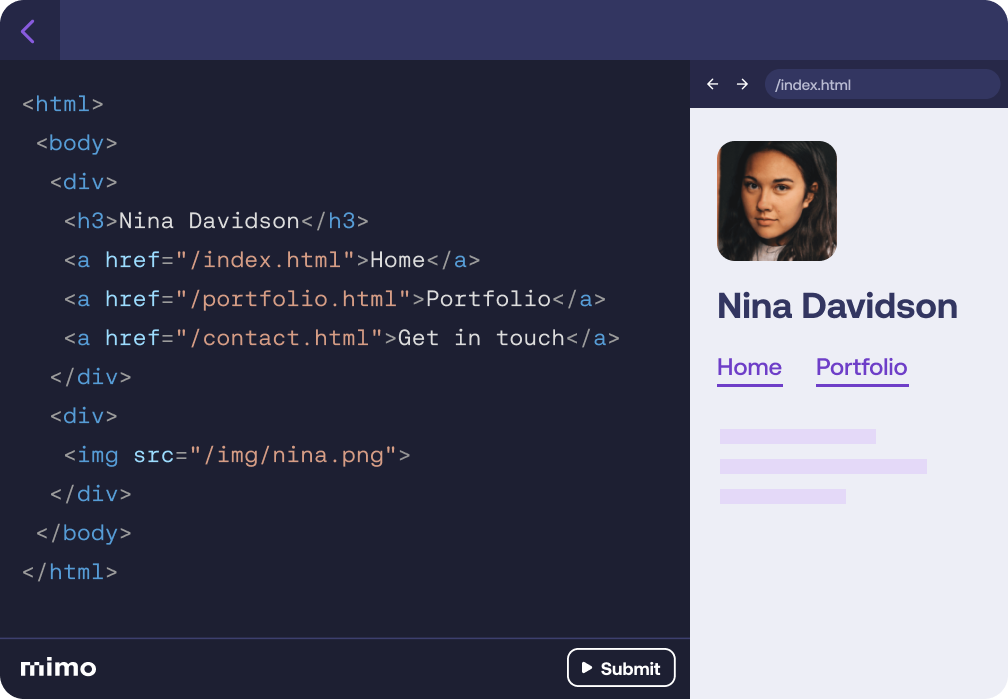 <html>
<body>
<div>
<h3>Nina Davidson</h3>
<a href="/index.html">Home</a>
<a href="/portfolio.html">Portfolio</a>
<a href="/contact.html">Get in touch</a>
</div>
<div>
<img src="/img/nina.png">
</div>
</body>
</html>
mimo
Submit
/index.html
Nina Davidson
Home Portfolio